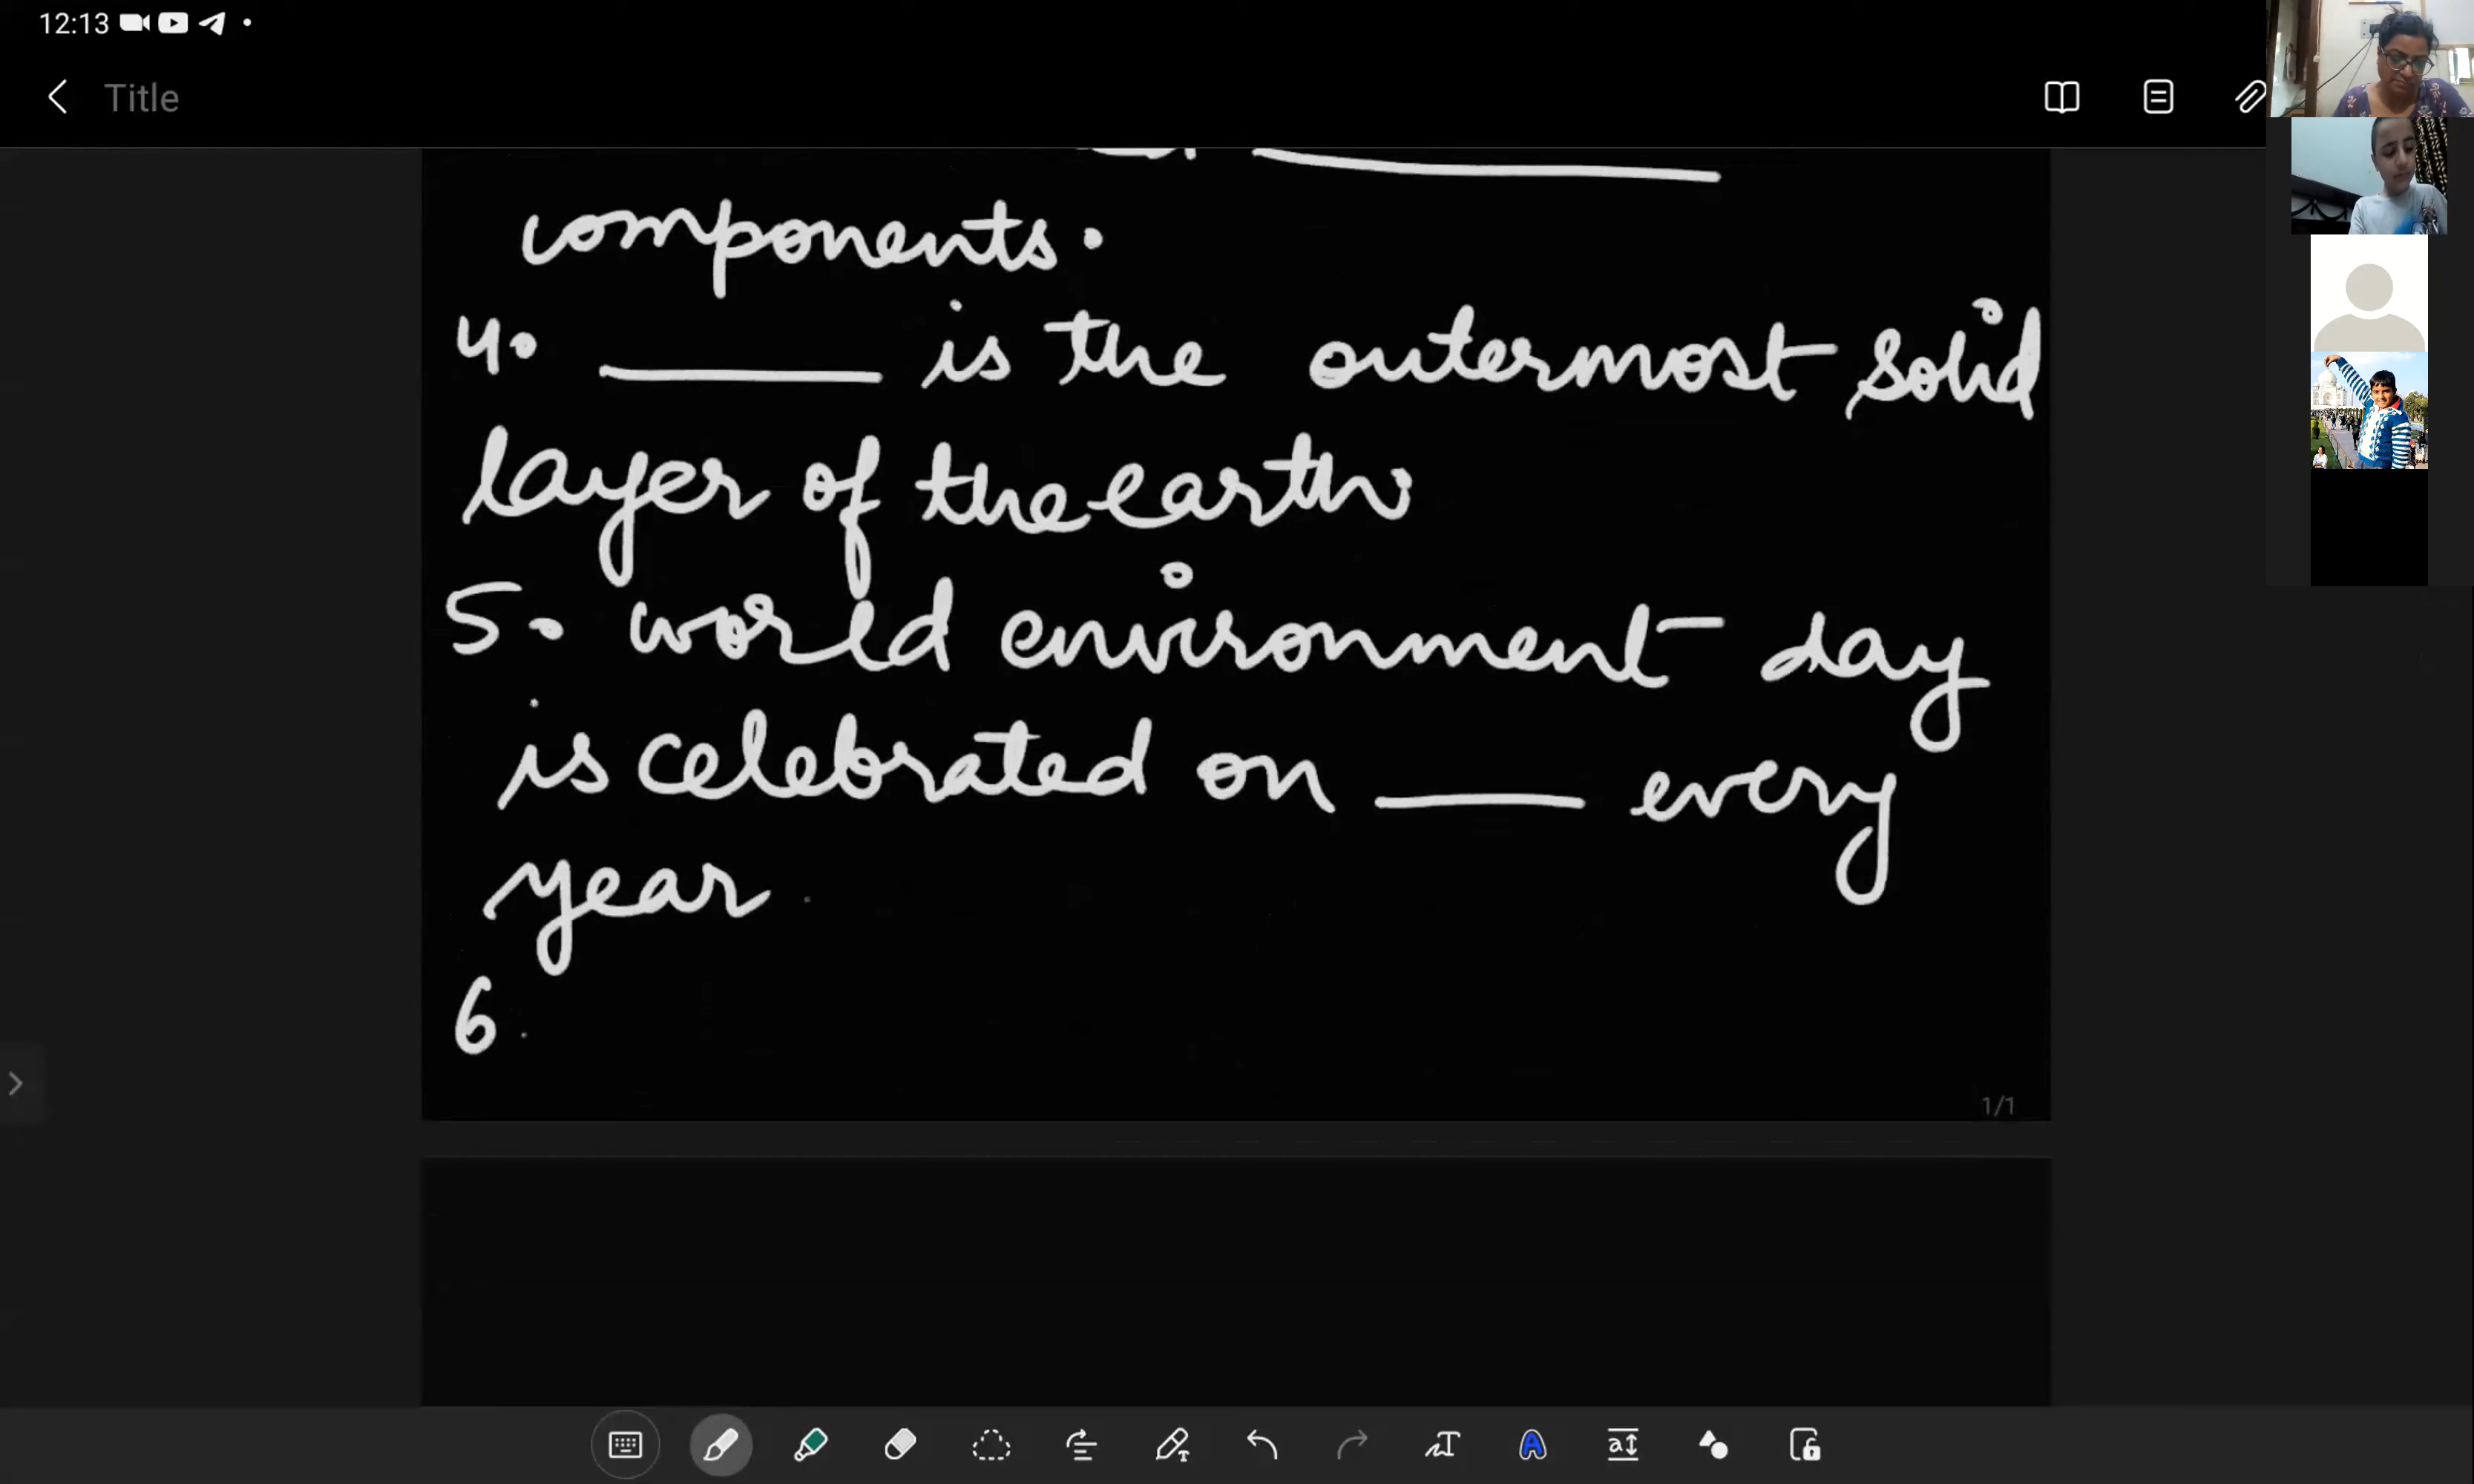 12:13
Title
components.
4. ______ is the outermost solid
layer of the earth.
5. world environment day
is celebrated on ____ every
year.
6.
1/1